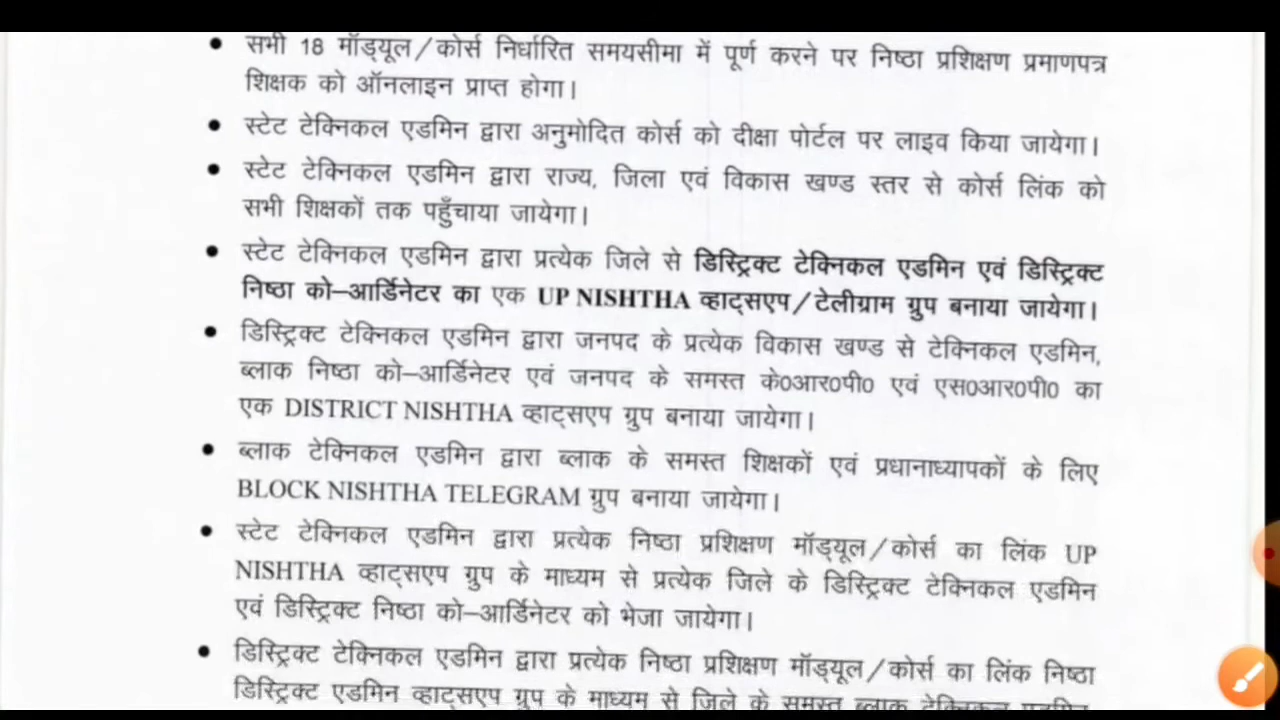 सभी 18 मॉड्यूल/कोर्स निर्धारित समयसीमा में पूर्ण करने पर निष्ठा प्रशिक्षण प्रमाणपत्र
शिक्षक को ऑनलाइन प्राप्त होगा।
स्टेट टेक्निकल एडमिन द्वारा अनुमोदित कोर्स को दीक्षा पोर्टल पर लाइव किया जायेगा।
स्टेट टेक्निकल एडमिन द्वारा राज्य, जिला एवं विकास खण्ड स्तर से कोर्स लिंक को
सभी शिक्षकों तक पहुँचाया जायेगा।
स्टेट टेक्निकल एडमिन द्वारा प्रत्येक जिले से डिस्ट्रिक्ट टेक्निकल एडमिन एवं डिस्ट्रिक्ट
निष्ठा को–आर्डिनेटर का एक UP NISHTHA व्हाट्सएप/टेलीग्राम ग्रुप बनाया जायेगा।
डिस्ट्रिक्ट टेक्निकल एडमिन द्वारा जनपद के प्रत्येक विकास खण्ड से टेक्निकल एडमिन,
ब्लाक निष्ठा को–आर्डिनेटर एवं जनपद के समस्त के0आर0पी0 एवं एस0आर0पी0 का
एक DISTRICT NISHTHA व्हाट्सएप ग्रुप बनाया जायेगा।
ब्लाक टेक्निकल एडमिन द्वारा ब्लाक के समस्त शिक्षकों एवं प्रधानाध्यापकों के लिए
BLOCK NISHTHA TELEGRAM ग्रुप बनाया जायेगा।
स्टेट टेक्निकल एडमिन द्वारा प्रत्येक निष्ठा प्रशिक्षण मॉड्यूल/कोर्स का लिंक UP
NISHTHA व्हाट्सएप ग्रुप के माध्यम से प्रत्येक जिले के डिस्ट्रिक्ट टेक्निकल एडमिन
एवं डिस्ट्रिक्ट निष्ठा को–आर्डिनेटर को भेजा जायेगा।
डिस्ट्रिक्ट टेक्निकल एडमिन द्वारा प्रत्येक निष्ठा प्रशिक्षण मॉड्यूल/कोर्स का लिंक निष्ठा
डिस्ट्रिक्ट एडमिन व्हाट्सएप ग्रुप के माध्यम से जिले के समस्त ब्लाक टेक्निकल एडमिन,